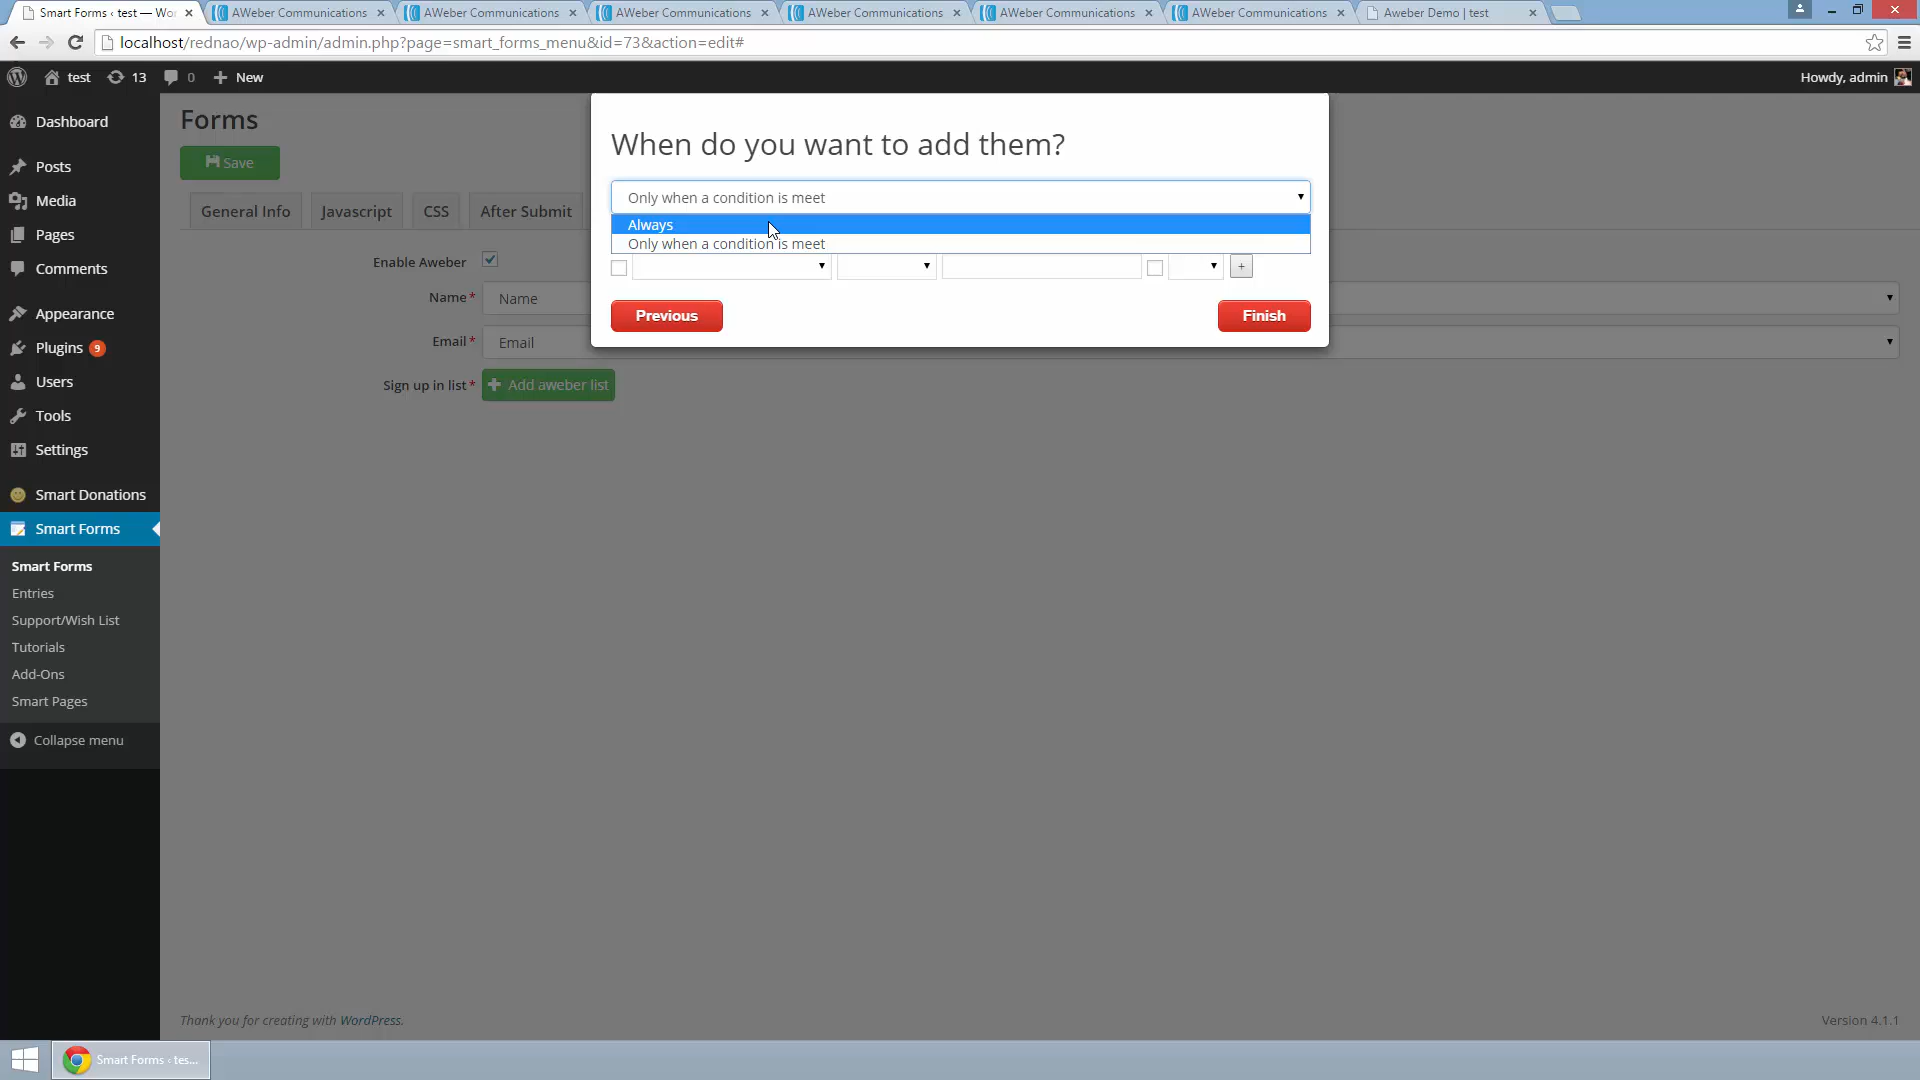 Smart Forms ‹ test — Wo
AWeber Communications
AWeber Communications
AWeber Communications
AWeber Communications
AWeber Communications
AWeber Communications
Aweber Demo | test
localhost/rednao/wp-admin/admin.php?page=smart_forms_menu&id=73&action=edit#
test
13
0
New
Howdy, admin
Dashboard
Posts
Media
Pages
Comments
Appearance
Plugins 9
Users
Tools
Settings
Smart Donations
Smart Forms
Smart Forms
Entries
Support/Wish List
Tutorials
Add-Ons
Smart Pages
Collapse menu
Forms
Save
General Info
Javascript
CSS
After Submit
Enable Aweber
Name*
Name
Email*
Email
Sign up in list*
+ Add aweber list
When do you want to add them?
Only when a condition is meet
Always
Only when a condition is meet
+
Previous
Finish
Thank you for creating with WordPress.
Version 4.1.1
Smart Forms ‹ tes...